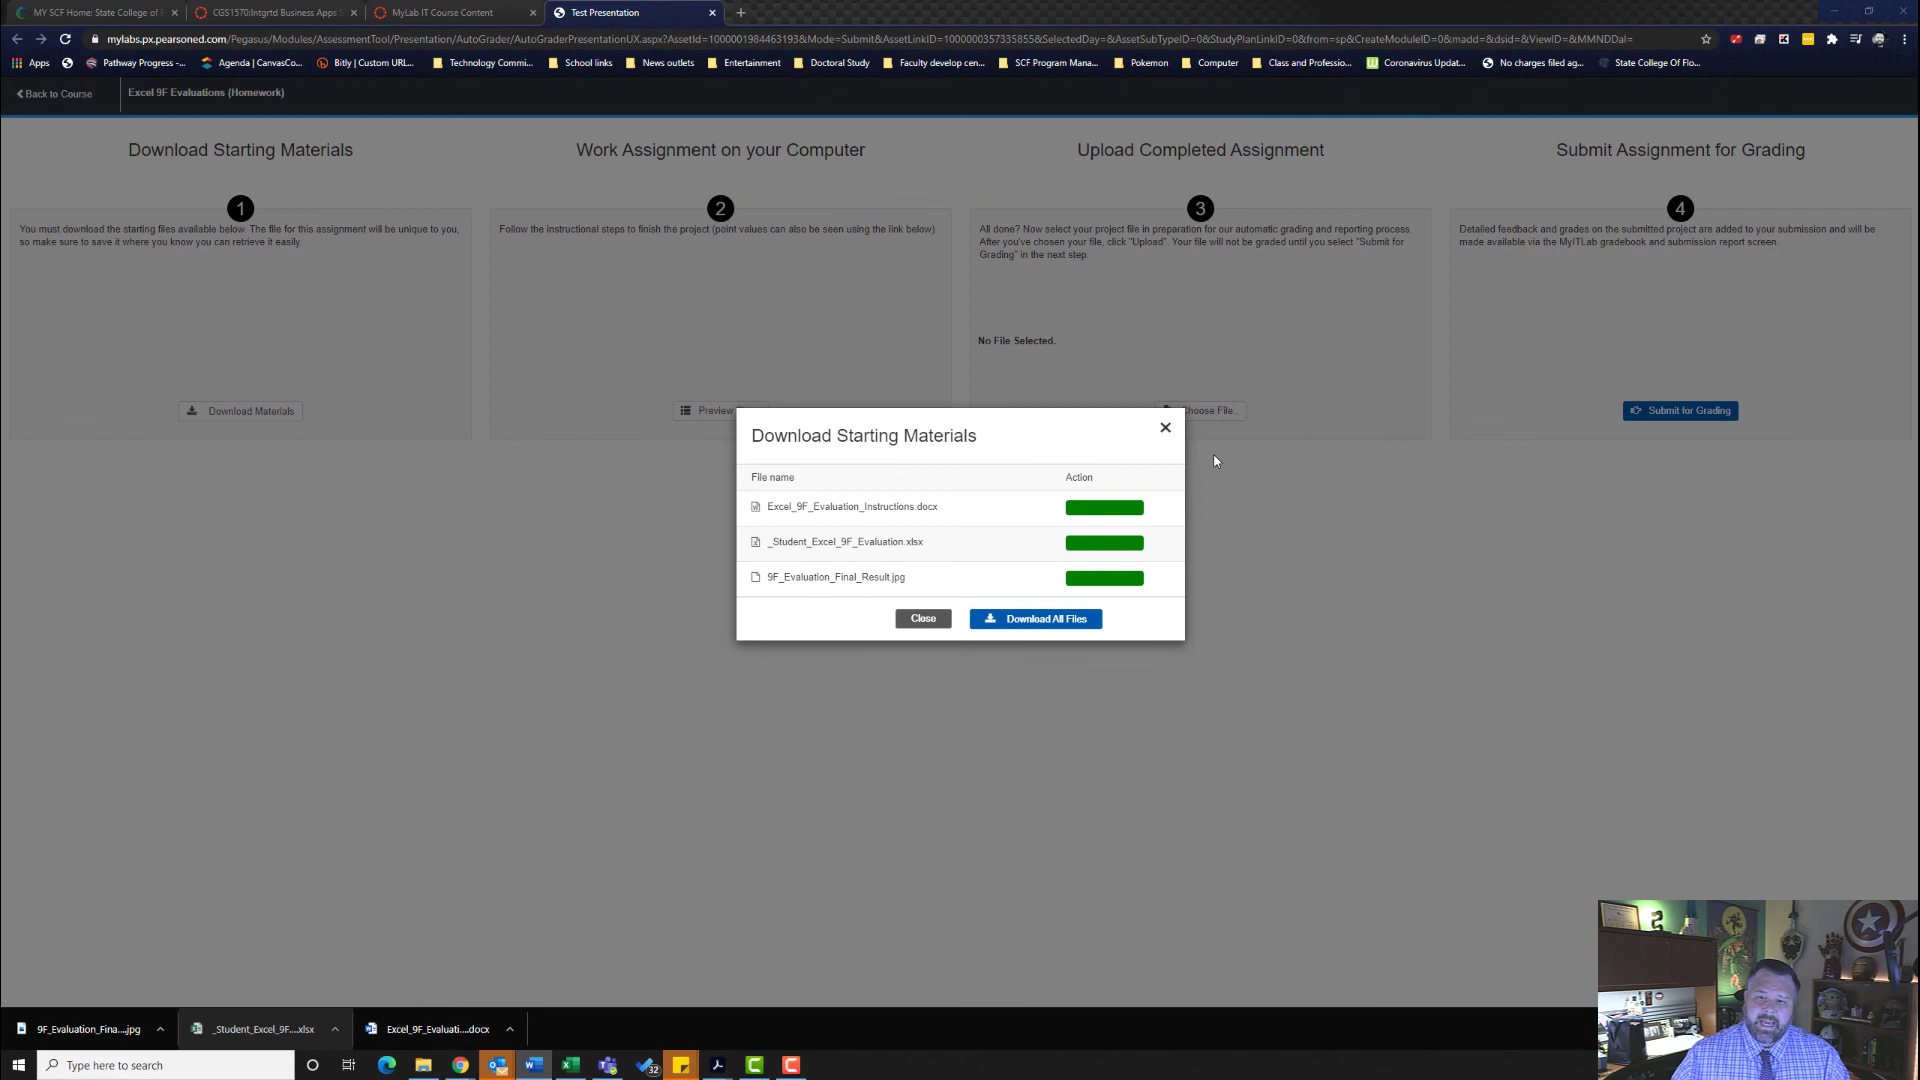 MY SCF Home: State College of
CGS1570:Intgrtd Business Apps S
MyLab IT Course Content
Test Presentation
mylabs.px.pearsoned.com/Pegasus/Modules/AssessmentTool/Presentation/AutoGrader/AutoGraderPresentationUX.aspx?AssetId=1000001984463193&Mode=Submit&AssetLinkID=1000000357335855&SelectedDay=&AssetSubTypeID=0&StudyPlanLinkID=0&from=sp&CreateModuleID=0&madd=&dsid=&ViewID=&MMNDDal=
Apps
Pathway Progress -...
Agenda | CanvasCo...
Bitly | Custom URL...
Technology Commi...
School links
News outlets
Entertainment
Doctoral Study
Faculty develop cen...
SCF Program Mana...
Pokemon
Computer
Class and Professio...
Coronavirus Updat...
No charges filed ag...
State College Of Flo...
Back to Course
Excel 9F Evaluations (Homework)
Download Starting Materials
1
You must download the starting files available below. The file for this assignment will be unique to you,
so make sure to save it where you know you can retrieve it easily.
Download Materials
Work Assignment on your Computer
2
Follow the instructional steps to finish the project (point values can also be seen using the link below).
Preview
Upload Completed Assignment
3
All done? Now select your project file in preparation for our automatic grading and reporting process.
After you've chosen your file, click "Upload". Your file will not be graded until you select "Submit for
Grading" in the next step.
No File Selected.
Choose File..
Submit Assignment for Grading
4
Detailed feedback and grades on the submitted project are added to your submission and will be
made available via the MyITLab gradebook and submission report screen.
Submit for Grading
Download Starting Materials
File name Action
Excel_9F_Evaluation_Instructions.docx
_Student_Excel_9F_Evaluation.xlsx
9F_Evaluation_Final_Result.jpg
Close
Download All Files
9F_Evaluation_Fina....jpg
_Student_Excel_9F....xlsx
Excel_9F_Evaluati....docx
Type here to search
32